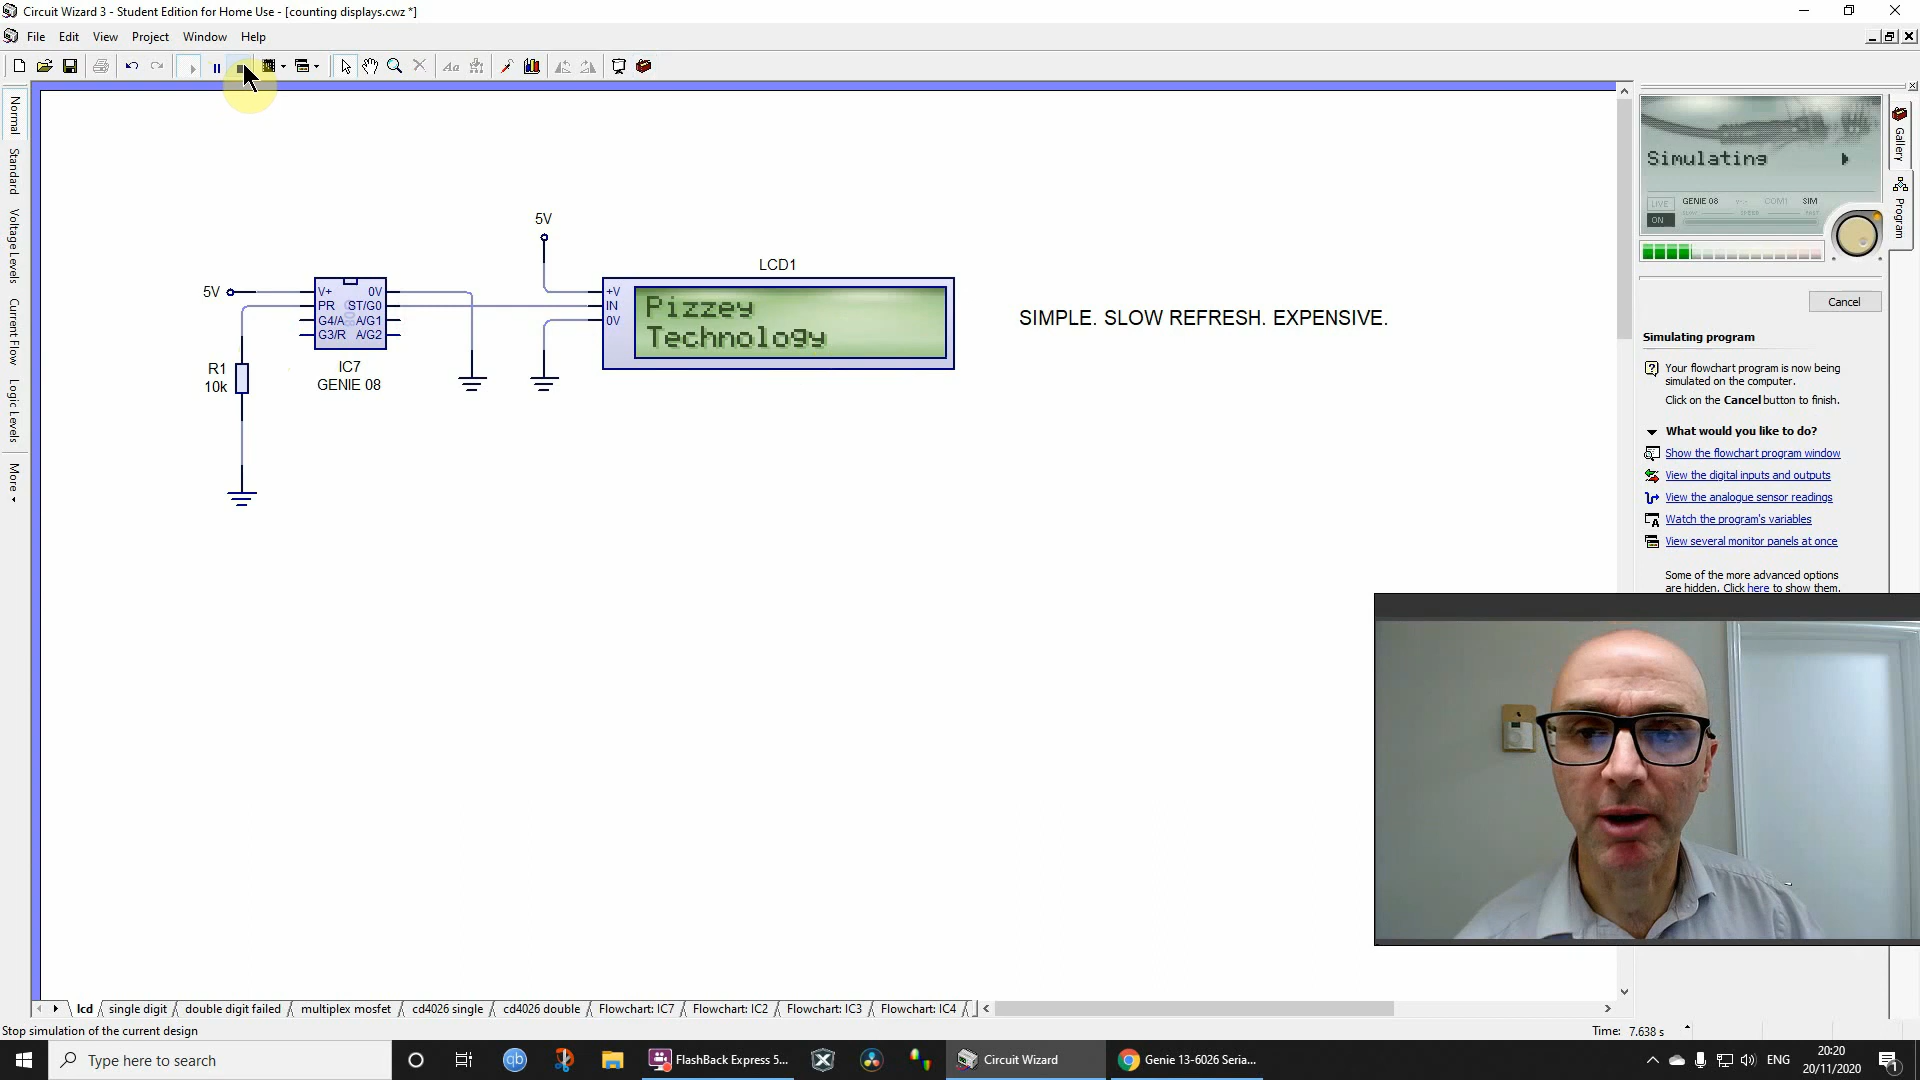 Circuit Wizard 3 - Student Edition for Home Use - [counting displays.cwz *]
File Edit View Project Window Help
Aa
Normal
Standard
Voltage Levels
Current Flow
Logic Levels
More
5V
5V
V+ 0V
PR ST/G0
G4/A A/G1
G3/R A/G2
IC7
GENIE 08
R1
10k
LCD1
+V
IN
0V
Pizzey
Technology
SIMPLE. SLOW REFRESH. EXPENSIVE.
Simulating
LIVE GENIE 08 COM1 SIM
ON
Gallery
Program
Cancel
Simulating program
Your flowchart program is now being
simulated on the computer.
Click on the Cancel button to finish.
What would you like to do?
Show the flowchart program window
View the digital inputs and outputs
View the analogue sensor readings
Watch the program's variables
View several monitor panels at once
Some of the more advanced options
are hidden. Click here to show them.
lcd single digit double digit failed multiplex mosfet cd4026 single cd4026 double Flowchart: IC7 Flowchart: IC2 Flowchart: IC3 Flowchart: IC4
Stop simulation of the current design
Time: 7.638 s
Type here to search
qb
FlashBack Express 5...
Circuit Wizard
Genie 13-6026 Seria...
ENG
20:20
20/11/2020
1